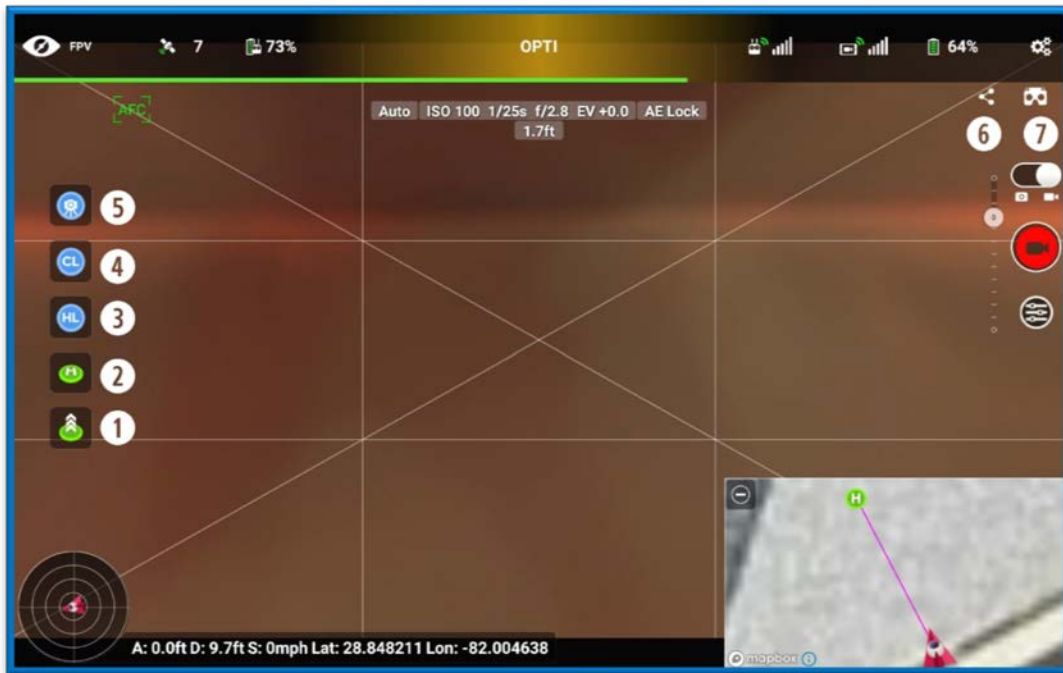 FPV 7 73% OPTI 64%
AFC
Auto ISO 100 1/25s f/2.8 EV +0.0 AE Lock
1.7ft
6 7
5
0
CL 4
HL 3
H 2
1
H
A: 0.0ft D: 9.7ft S: 0mph Lat: 28.848211 Lon: -82.004638
mapbox